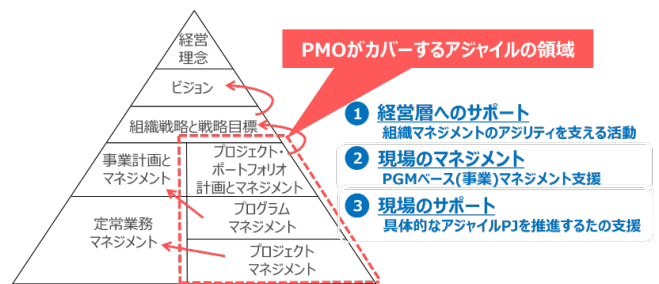 経営
理念
ビジョン
組織戦略と戦略目標
事業計画と
マネジメント
プロジェクト・
ポートフォリオ
計画とマネジメント
定常業務
マネジメント
プログラム
マネジメント
プロジェクト
マネジメント
PMOがカバーするアジャイルの領域
1 経営層へのサポート
組織マネジメントのアジリティを支える活動
2 現場のマネジメント
PGMベース(事業)マネジメント支援
3 現場のサポート
具体的なアジャイルPJを推進するたの支援